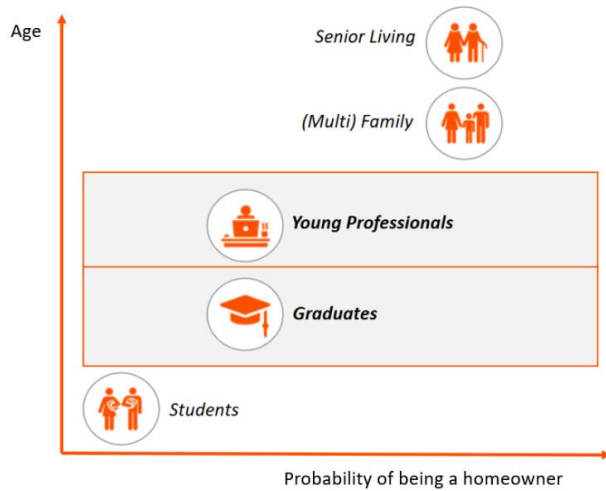 Age
Senior Living
(Multi) Family
Young Professionals
Graduates
Students
Probability of being a homeowner